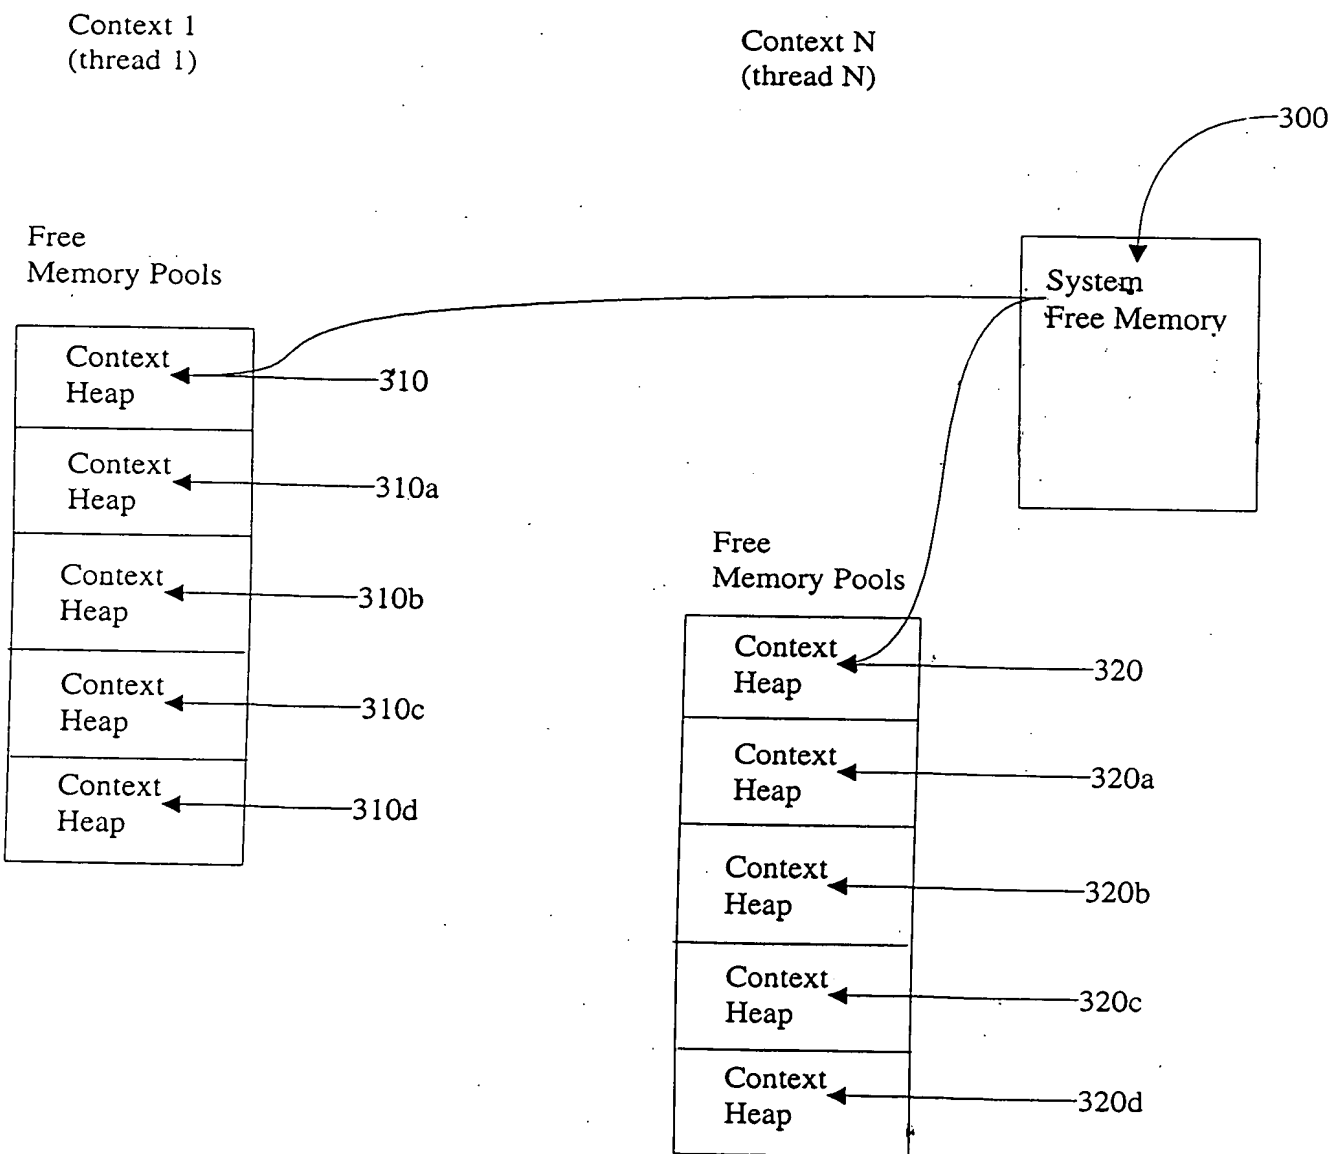 Context 1
(thread 1)
Context N
(thread N)
300
Free
Memory Pools
System
Free Memory
Context
Heap
310
Context
Heap
310a
Context
Heap
310b
Context
Heap
310c
Context
Heap
310d
Free
Memory Pools
Context
Heap
320
Context
Heap
320a
Context
Heap
320b
Context
Heap
320c
Context
Heap
320d